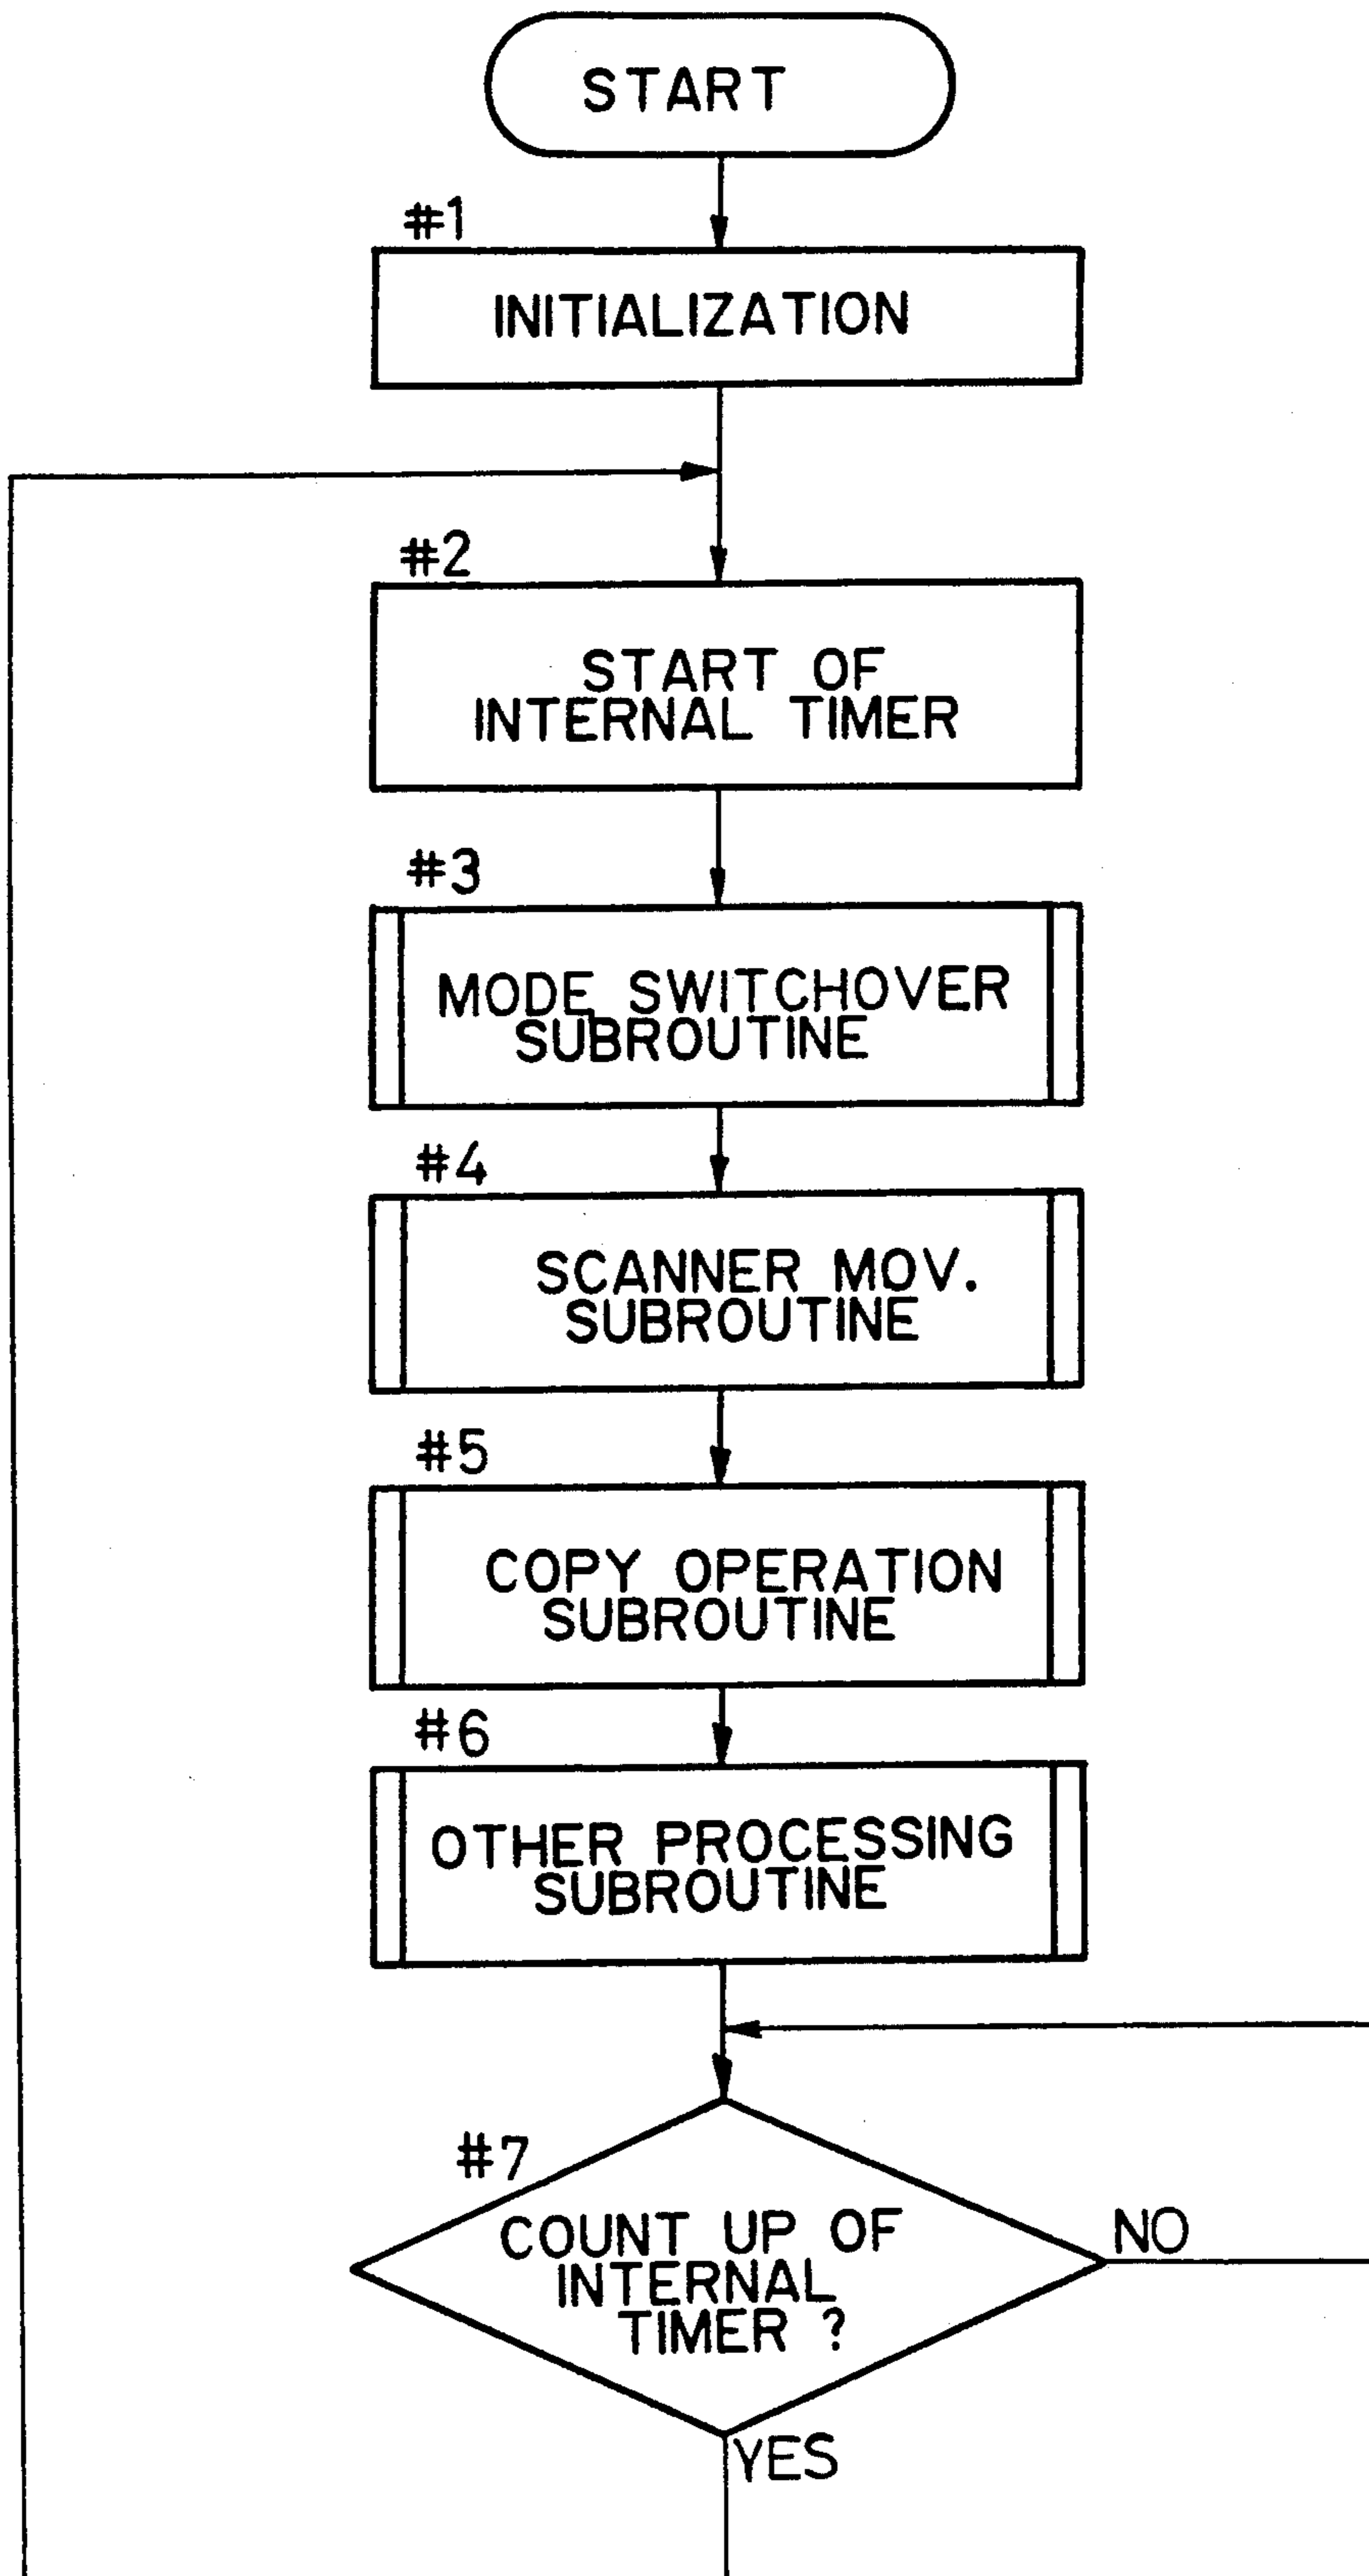 START
#1
INITIALIZATION
#2
START OF
INTERNAL TIMER
#3
MODE SWITCHOVER
SUBROUTINE
#4
SCANNER MOV.
SUBROUTINE
#5
COPY OPERATION
SUBROUTINE
#6
OTHER PROCESSING
SUBROUTINE
#7
COUNT UP OF
INTERNAL
TIMER ?
NO
YES